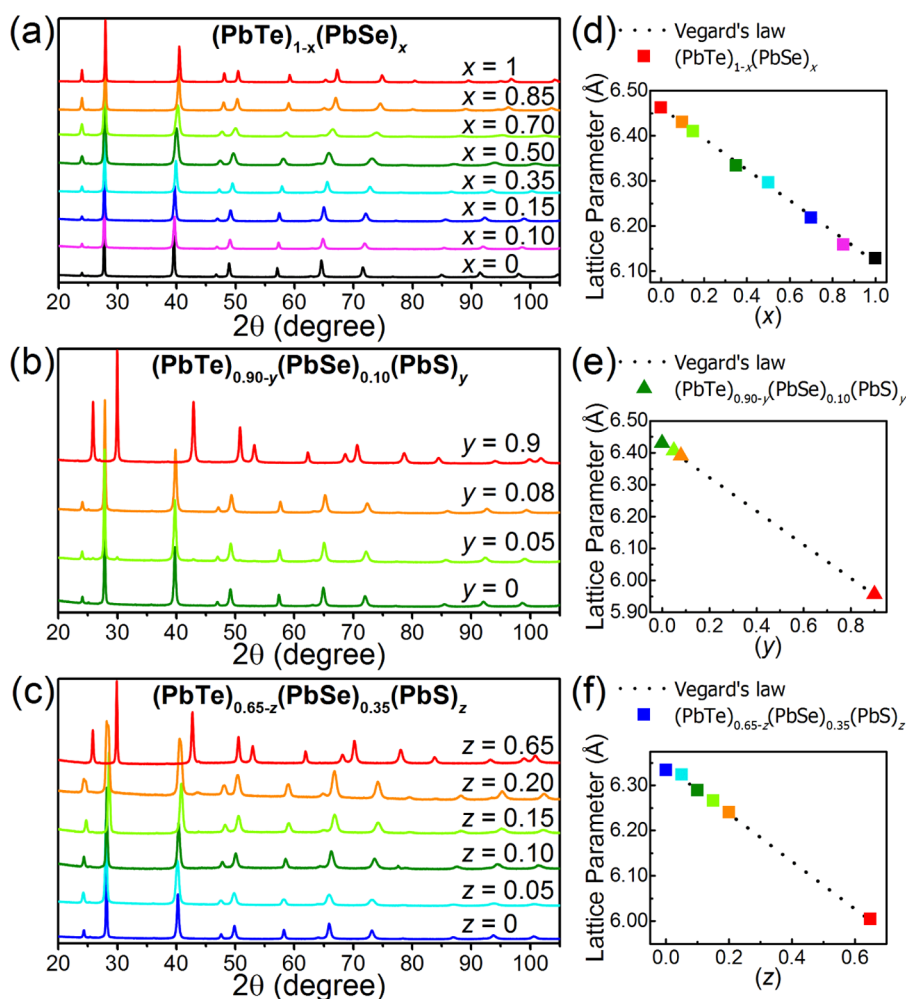 (a)
(PbTe)1-x(PbSe)x
x = 1
x = 0.85
x = 0.70
x = 0.50
x = 0.35
x = 0.15
x = 0.10
x = 0
20 30 40 50 60 70 80 90 100
2θ (degree)
(d)
Vegard's law
(PbTe)1-x(PbSe)x
Lattice Parameter (Å)
6.50
6.40
6.30
6.20
6.10
0.0 0.2 0.4 0.6 0.8 1.0
(x)
(b)
(PbTe)0.90-y(PbSe)0.10(PbS)y
y = 0.9
y = 0.08
y = 0.05
y = 0
20 30 40 50 60 70 80 90 100
2θ (degree)
(e)
Vegard's law
(PbTe)0.90-y(PbSe)0.10(PbS)y
Lattice Parameter (Å)
6.50
6.40
6.30
6.20
6.10
6.00
5.90
0.0 0.2 0.4 0.6 0.8
(y)
(c)
(PbTe)0.65-z(PbSe)0.35(PbS)z
z = 0.65
z = 0.20
z = 0.15
z = 0.10
z = 0.05
z = 0
20 30 40 50 60 70 80 90 100
2θ (degree)
(f)
Vegard's law
(PbTe)0.65-z(PbSe)0.35(PbS)z
Lattice Parameter (Å)
6.30
6.20
6.10
6.00
0.0 0.2 0.4 0.6
(z)